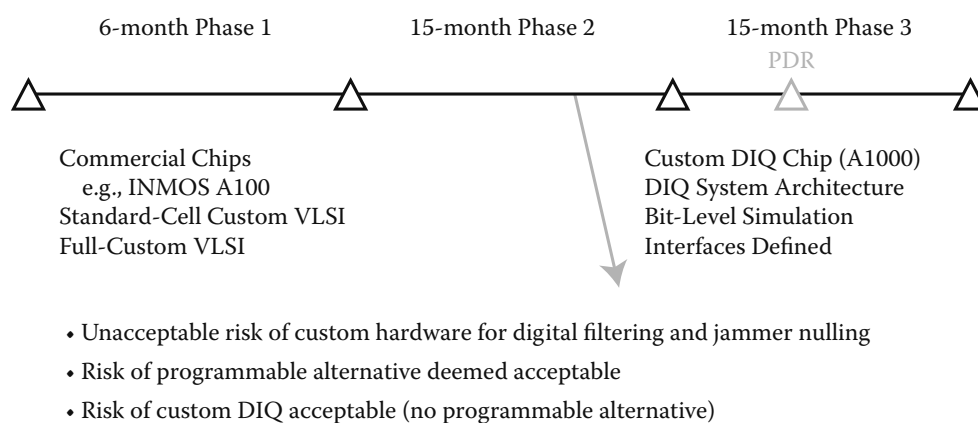 6-month Phase 1
15-month Phase 2
15-month Phase 3
PDR
Commercial Chips
e.g., INMOS A100
Standard-Cell Custom VLSI
Full-Custom VLSI
Custom DIQ Chip (A1000)
DIQ System Architecture
Bit-Level Simulation
Interfaces Defined
• Unacceptable risk of custom hardware for digital filtering and jammer nulling
• Risk of programmable alternative deemed acceptable
• Risk of custom DIQ acceptable (no programmable alternative)